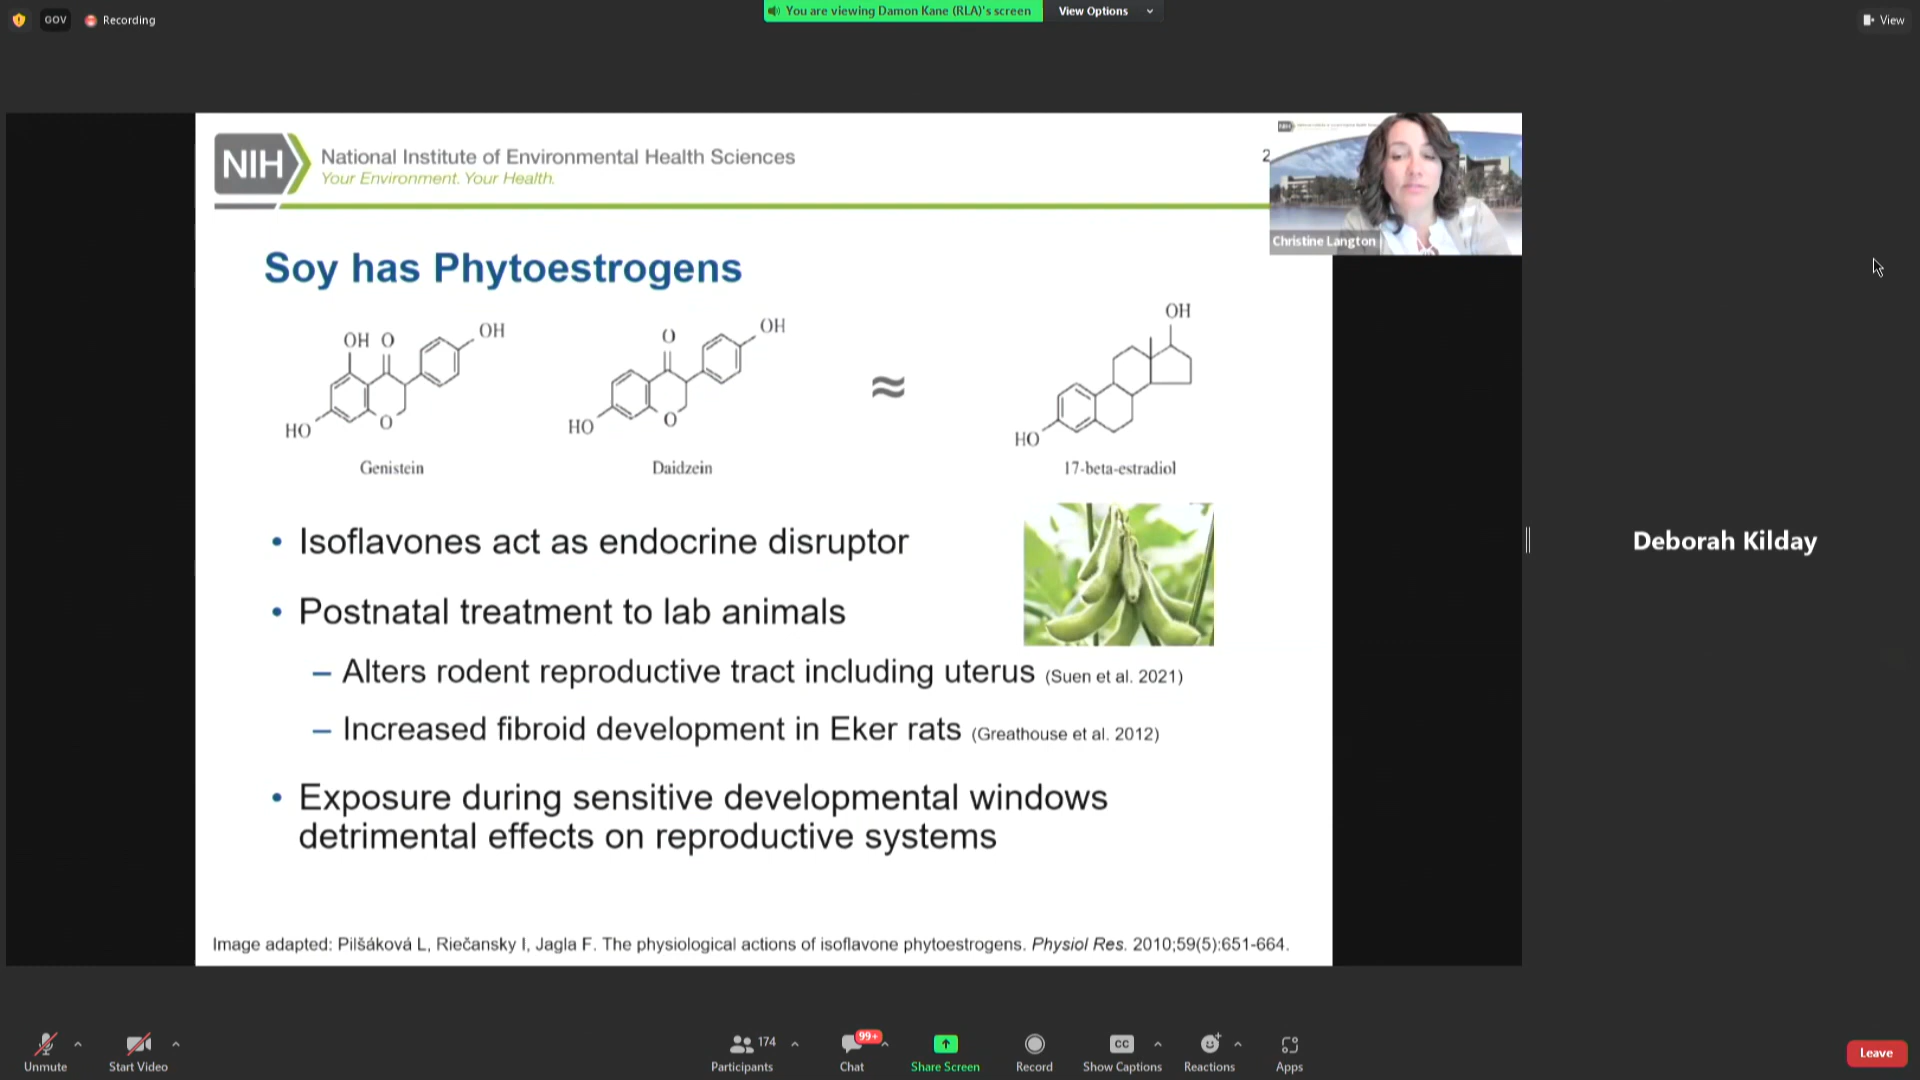 GOV
Recording
You are viewing Damon Kane (RLA)'s screen
View Options
View
NIH
National Institute of Environmental Health Sciences
Your Environment. Your Health.
2
Christine Langton
Soy has Phytoestrogens
OH O
OH
HO
O
Genistein
O
OH
HO
O
Daidzein
≈
OH
HO
17-beta-estradiol
• Isoflavones act as endocrine disruptor
• Postnatal treatment to lab animals
– Alters rodent reproductive tract including uterus (Suen et al. 2021)
– Increased fibroid development in Eker rats (Greathouse et al. 2012)
• Exposure during sensitive developmental windows
detrimental effects on reproductive systems
Image adapted: Pilšáková L, Riečansky I, Jagla F. The physiological actions of isoflavone phytoestrogens. Physiol Res. 2010;59(5):651-664.
Deborah Kilday
Unmute
Start Video
174
Participants
99+
Chat
Share Screen
Record
CC
Show Captions
Reactions
Apps
Leave